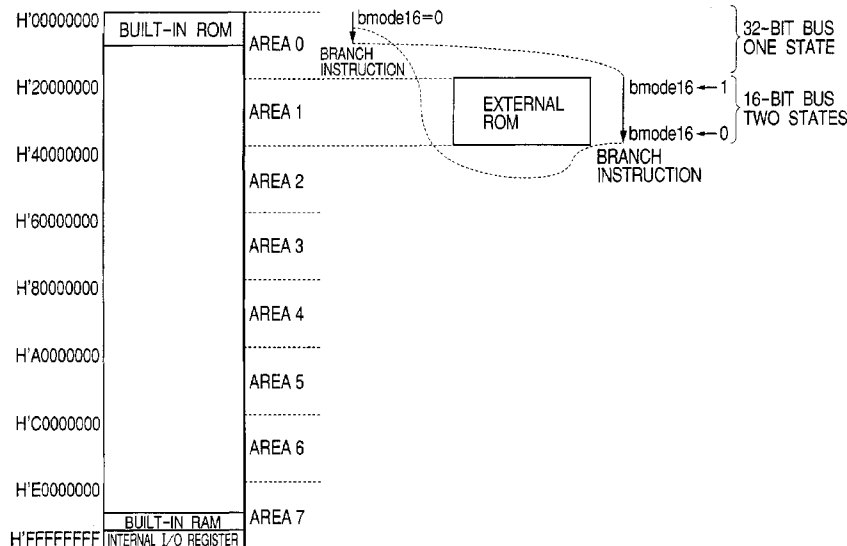 H'00000000
BUILT-IN ROM
AREA 0
bmode16=0
BRANCH
INSTRUCTION
32-BIT BUS
ONE STATE
H'20000000
AREA 1
EXTERNAL
ROM
bmode16←1
bmode16←0
16-BIT BUS
TWO STATES
BRANCH
INSTRUCTION
H'40000000
AREA 2
H'60000000
AREA 3
H'80000000
AREA 4
H'A0000000
AREA 5
H'C0000000
AREA 6
H'E0000000
AREA 7
BUILT-IN RAM
H'FFFFFFFF
INTERNAL I/O REGISTER